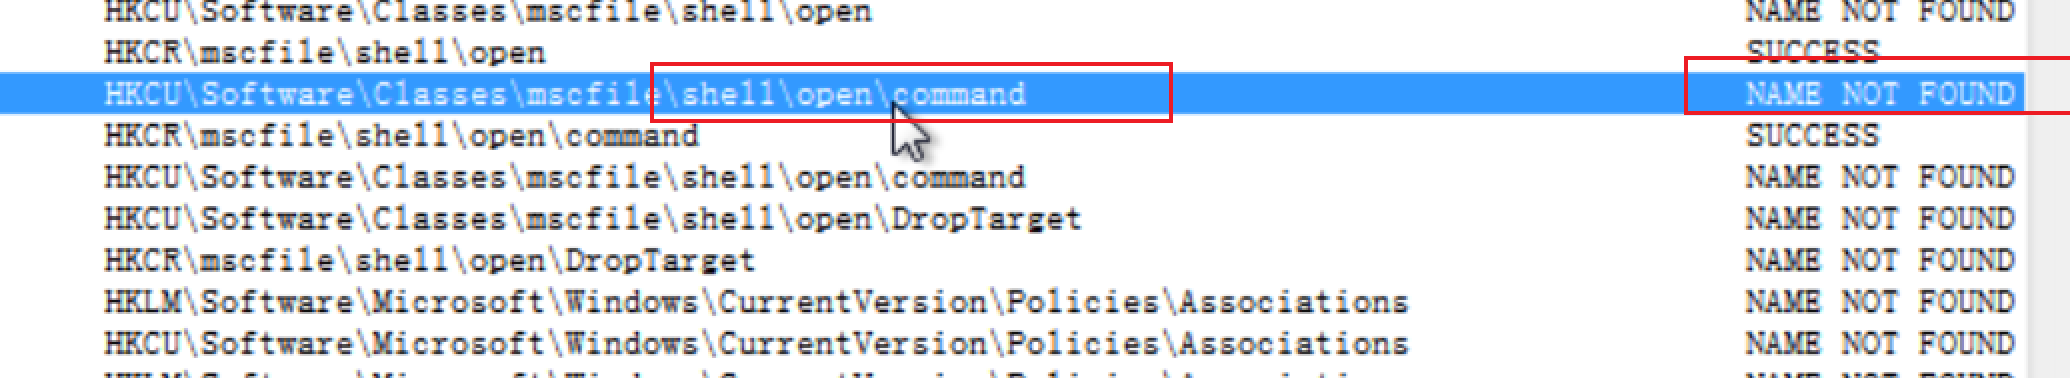 HKCU\Software\Classes\mscfile\shell\open NAME NOT FOUND
HKCR\mscfile\shell\open SUCCESS
HKCU\Software\Classes\mscfile\shell\open\command NAME NOT FOUND
HKCR\mscfile\shell\open\command SUCCESS
HKCU\Software\Classes\mscfile\shell\open\command NAME NOT FOUND
HKCU\Software\Classes\mscfile\shell\open\DropTarget NAME NOT FOUND
HKCR\mscfile\shell\open\DropTarget NAME NOT FOUND
HKLM\Software\Microsoft\Windows\CurrentVersion\Policies\Associations NAME NOT FOUND
HKCU\Software\Microsoft\Windows\CurrentVersion\Policies\Associations NAME NOT FOUND